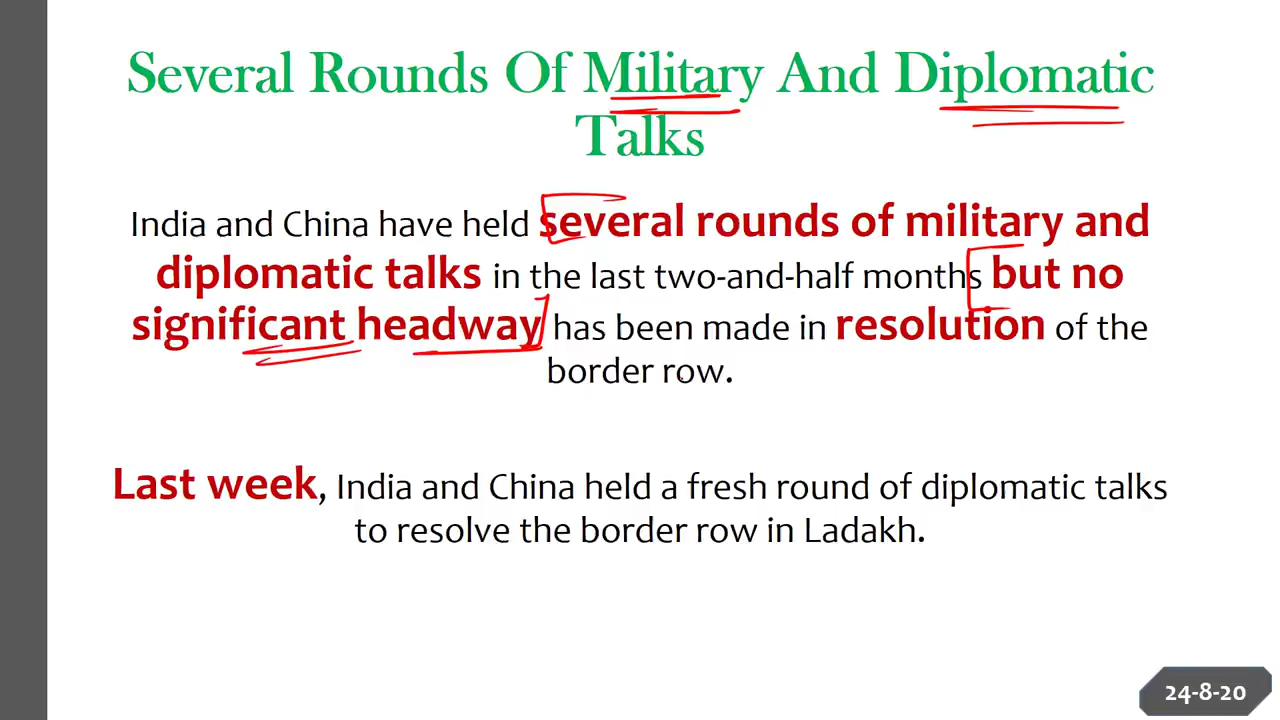 Several Rounds Of Military And Diplomatic
Talks
India and China have held several rounds of military and
diplomatic talks in the last two-and-half months but no
significant headway has been made in resolution of the
border row.
Last week, India and China held a fresh round of diplomatic talks
to resolve the border row in Ladakh.
24-8-20